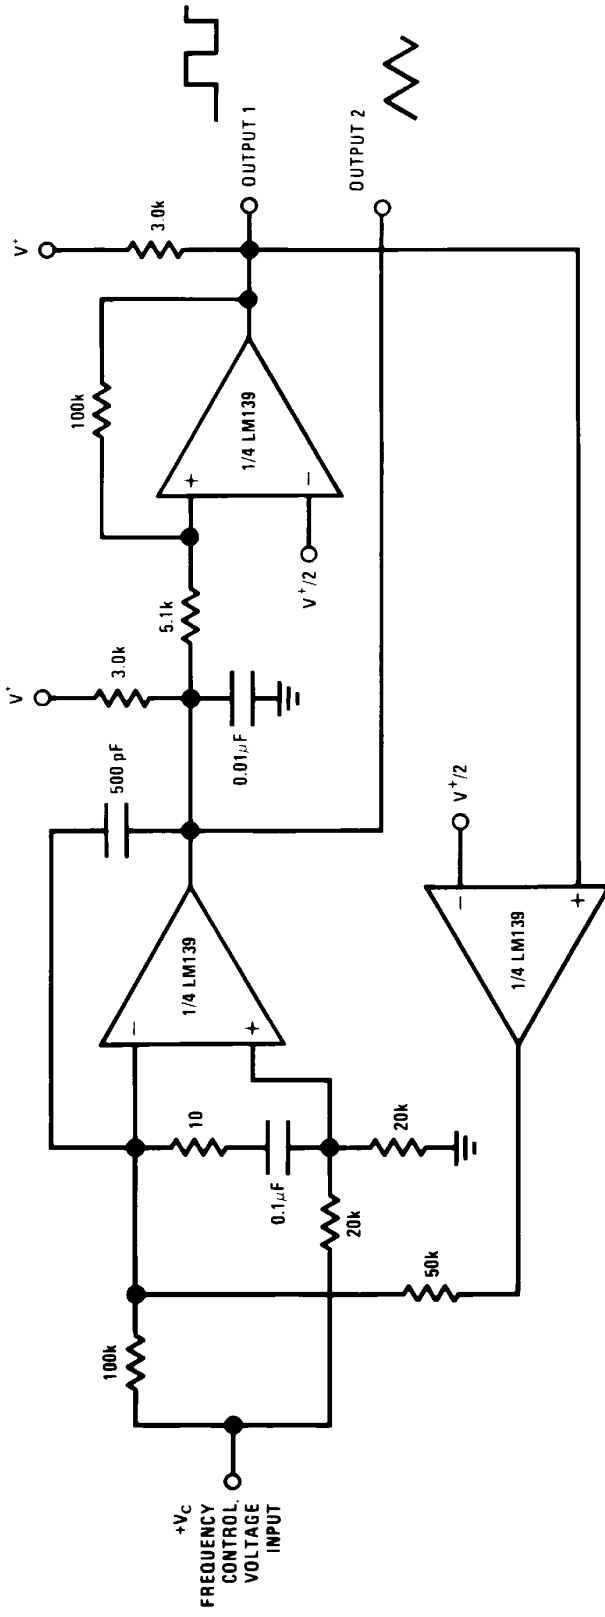 V⁺
3.0k
OUTPUT 1
OUTPUT 2
100k
1/4 LM139
+
−
V⁺/2
5.1k
V⁺
3.0k
0.01μF
500 pF
1/4 LM139
−
+
10
0.1μF
20k
20k
100k
50k
1/4 LM139
−
+
V⁺/2
+VC
FREQUENCY
CONTROL.
VOLTAGE
INPUT